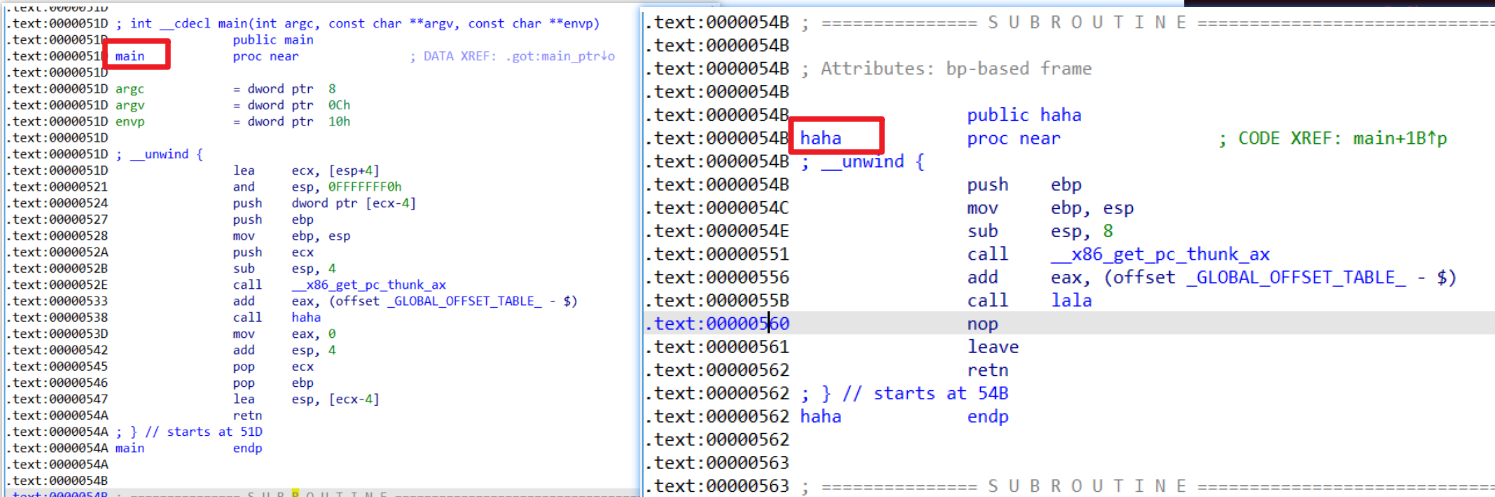 .text:0000051D
.text:0000051D ; int __cdecl main(int argc, const char **argv, const char **envp)
.text:0000051D public main
.text:0000051D main proc near ; DATA XREF: .got:main_ptr↓o
.text:0000051D
.text:0000051D argc = dword ptr 8
.text:0000051D argv = dword ptr 0Ch
.text:0000051D envp = dword ptr 10h
.text:0000051D
.text:0000051D ; __unwind {
.text:0000051D lea ecx, [esp+4]
.text:00000521 and esp, 0FFFFFFF0h
.text:00000524 push dword ptr [ecx-4]
.text:00000527 push ebp
.text:00000528 mov ebp, esp
.text:0000052A push ecx
.text:0000052B sub esp, 4
.text:0000052E call __x86_get_pc_thunk_ax
.text:00000533 add eax, (offset _GLOBAL_OFFSET_TABLE_ - $)
.text:00000538 call haha
.text:0000053D mov eax, 0
.text:00000542 add esp, 4
.text:00000545 pop ecx
.text:00000546 pop ebp
.text:00000547 lea esp, [ecx-4]
.text:0000054A retn
.text:0000054A ; } // starts at 51D
.text:0000054A main endp
.text:0000054A
.text:0000054B
.text:0000054B ; =============== S U B R O U T I N E =======================================
.text:0000054B ; =============== S U B R O U T I N E =============================
.text:0000054B
.text:0000054B ; Attributes: bp-based frame
.text:0000054B
.text:0000054B public haha
.text:0000054B haha proc near ; CODE XREF: main+1B↑p
.text:0000054B ; __unwind {
.text:0000054B push ebp
.text:0000054C mov ebp, esp
.text:0000054E sub esp, 8
.text:00000551 call __x86_get_pc_thunk_ax
.text:00000556 add eax, (offset _GLOBAL_OFFSET_TABLE_ - $)
.text:0000055B call lala
.text:00000560 nop
.text:00000561 leave
.text:00000562 retn
.text:00000562 ; } // starts at 54B
.text:00000562 haha endp
.text:00000562
.text:00000563
.text:00000563 ; =============== S U B R O U T I N E =============================